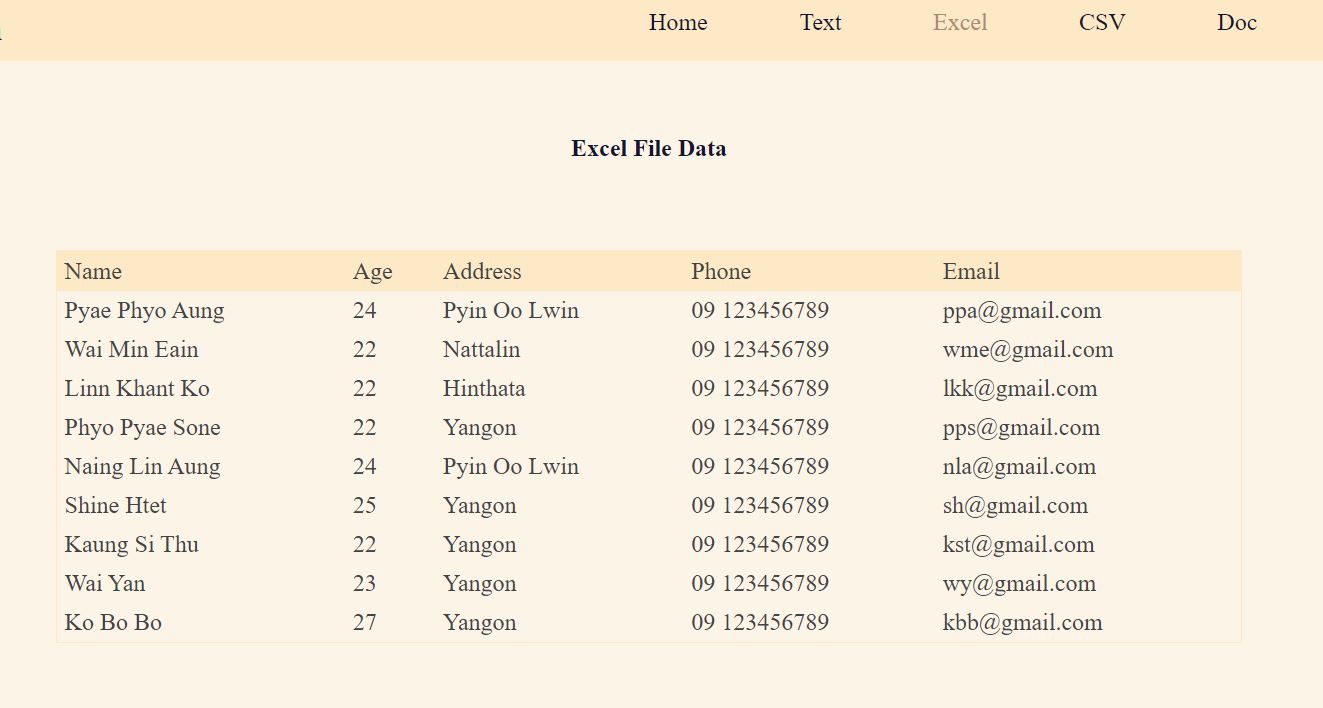 Home Text Excel CSV Doc
Excel File Data
Name Age Address Phone Email
Pyae Phyo Aung 24 Pyin Oo Lwin 09 123456789 ppa@gmail.com
Wai Min Eain 22 Nattalin 09 123456789 wme@gmail.com
Linn Khant Ko 22 Hinthata 09 123456789 lkk@gmail.com
Phyo Pyae Sone 22 Yangon 09 123456789 pps@gmail.com
Naing Lin Aung 24 Pyin Oo Lwin 09 123456789 nla@gmail.com
Shine Htet 25 Yangon 09 123456789 sh@gmail.com
Kaung Si Thu 22 Yangon 09 123456789 kst@gmail.com
Wai Yan 23 Yangon 09 123456789 wy@gmail.com
Ko Bo Bo 27 Yangon 09 123456789 kbb@gmail.com